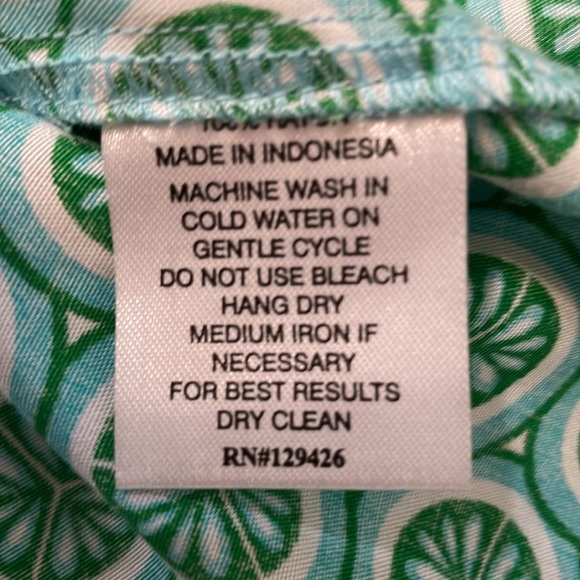 100%
MADE IN INDONESIA
MACHINE WASH IN
COLD WATER ON
GENTLE CYCLE
DO NOT USE BLEACH
HANG DRY
MEDIUM IRON IF
NECESSARY
FOR BEST RESULTS
DRY CLEAN
RN#129426